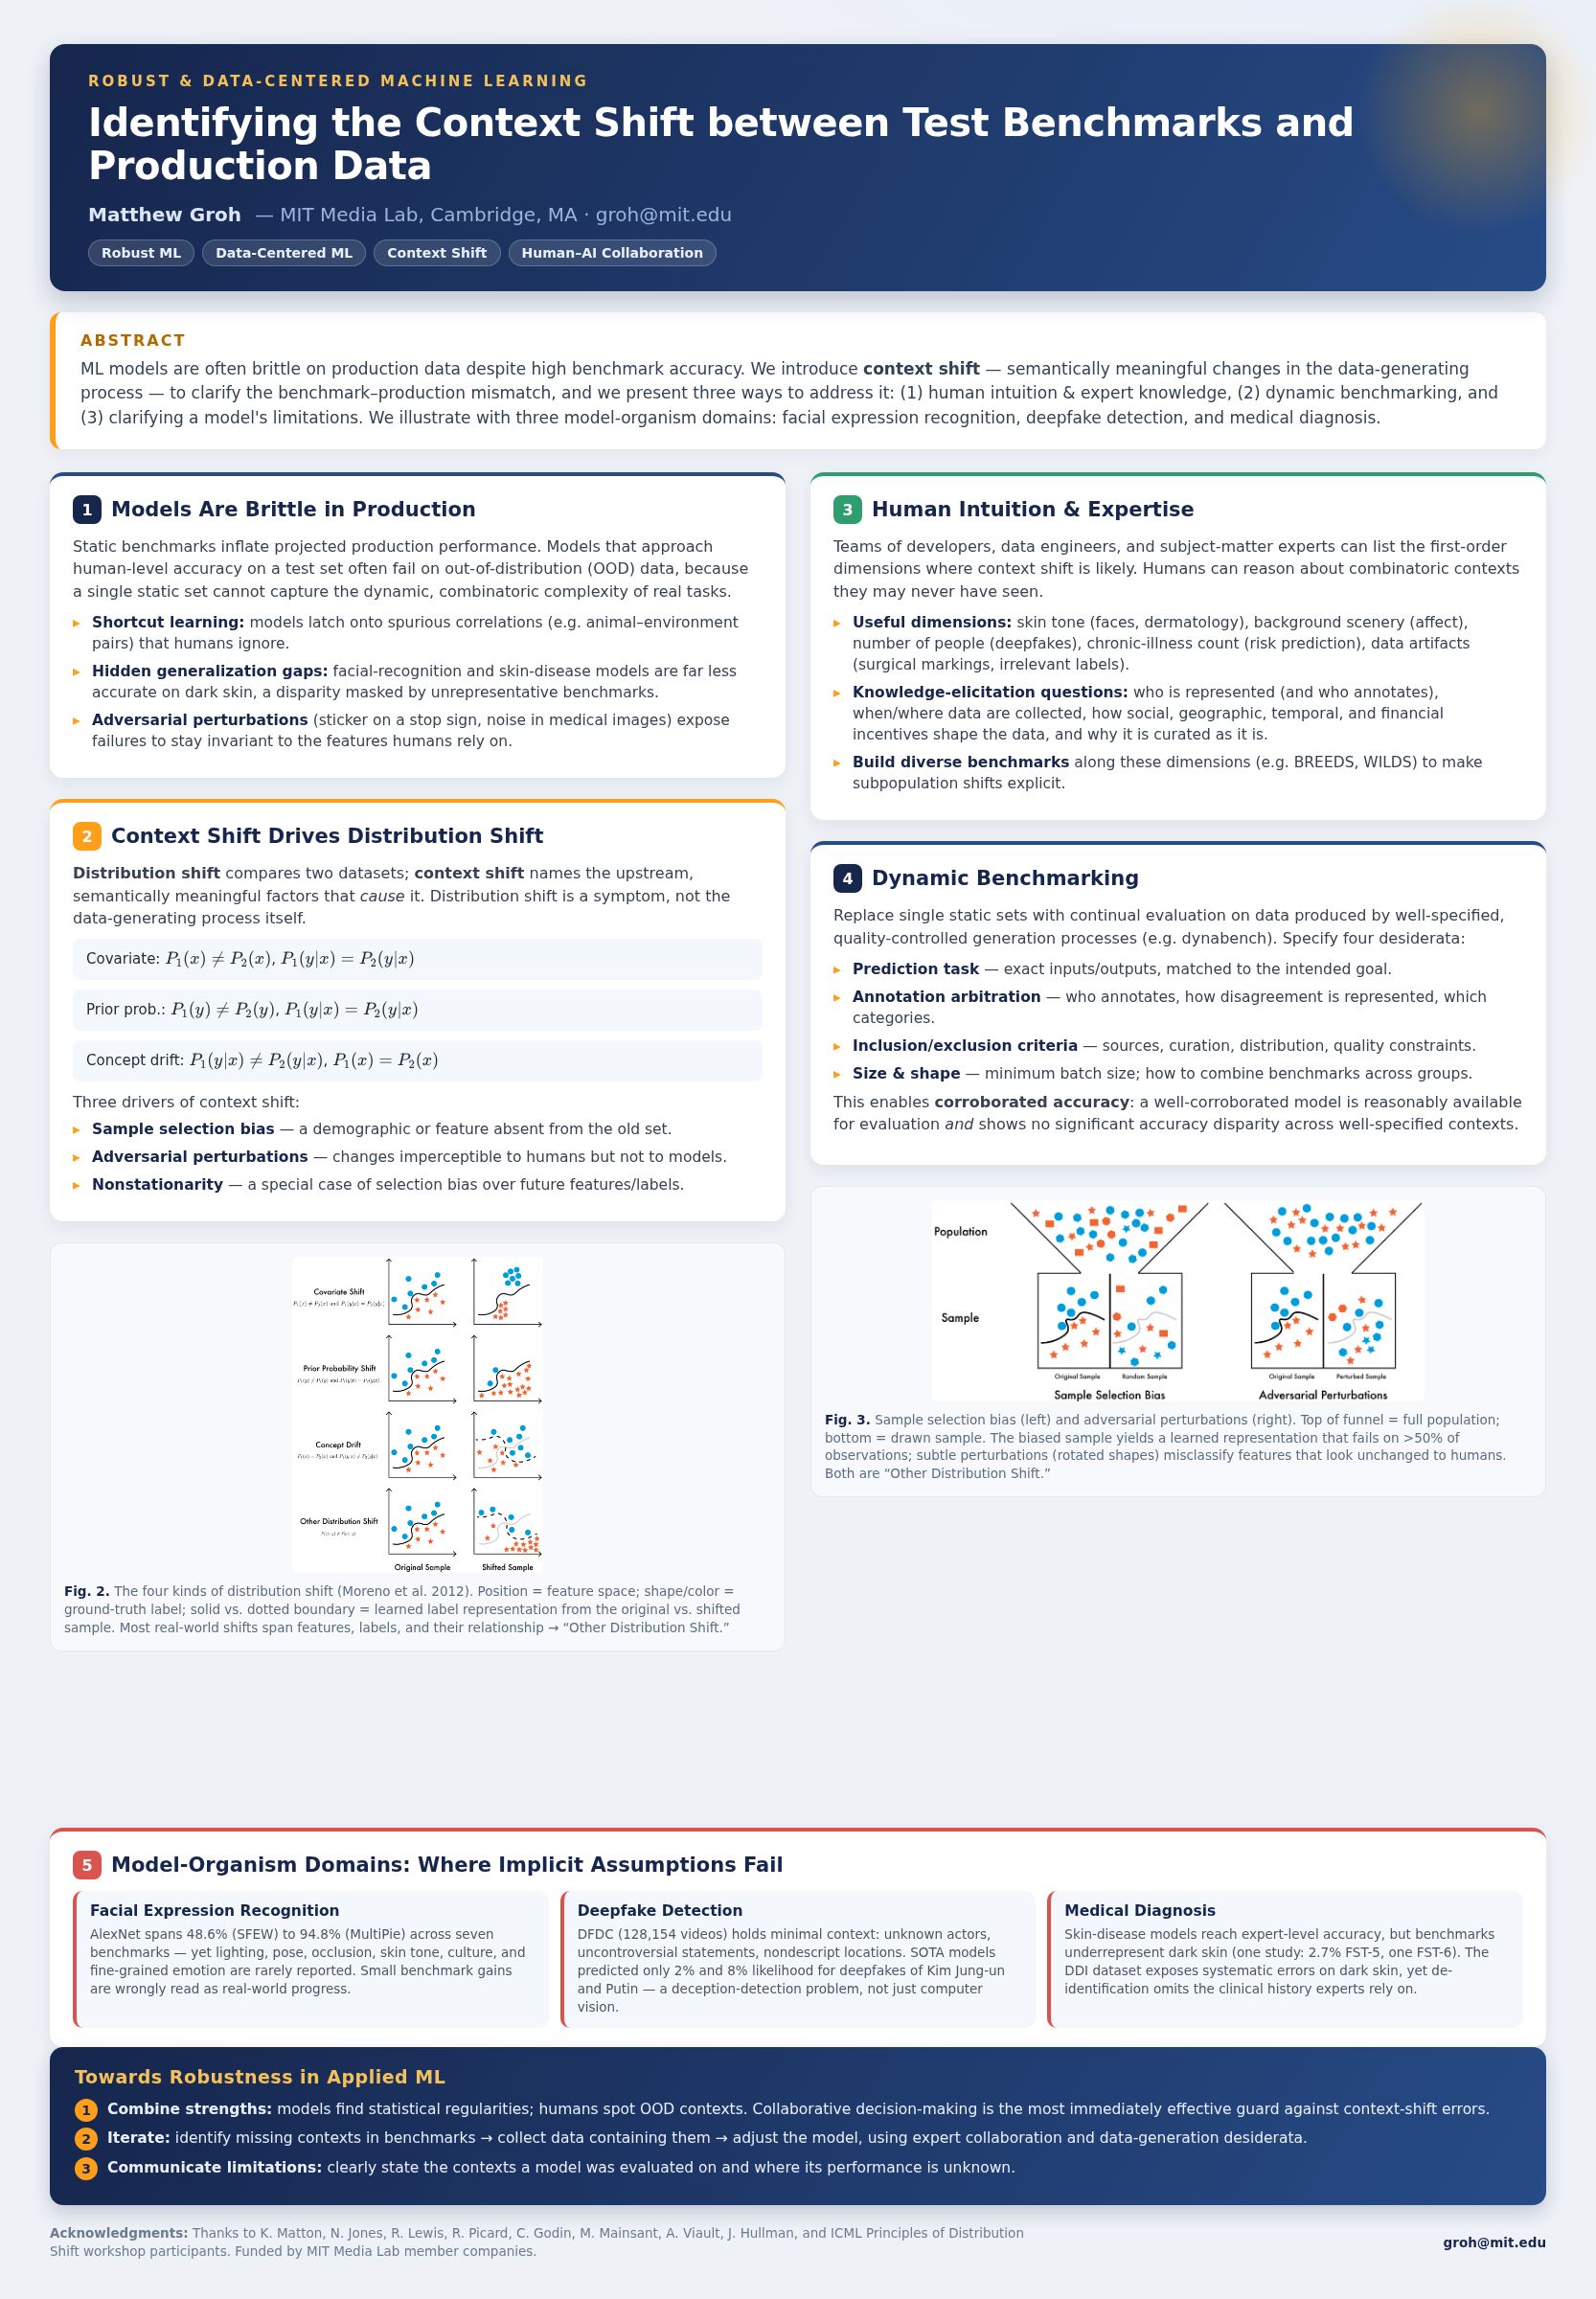 ROBUST & DATA-CENTERED MACHINE LEARNING
Identifying the Context Shift between Test Benchmarks and
Production Data
Matthew Groh — MIT Media Lab, Cambridge, MA · groh@mit.edu
Robust ML
Data-Centered ML
Context Shift
Human–AI Collaboration
ABSTRACT
ML models are often brittle on production data despite high benchmark accuracy. We introduce context shift — semantically meaningful changes in the data-generating
process — to clarify the benchmark–production mismatch, and we present three ways to address it: (1) human intuition & expert knowledge, (2) dynamic benchmarking, and
(3) clarifying a model's limitations. We illustrate with three model-organism domains: facial expression recognition, deepfake detection, and medical diagnosis.
1 Models Are Brittle in Production
Static benchmarks inflate projected production performance. Models that approach
human-level accuracy on a test set often fail on out-of-distribution (OOD) data, because
a single static set cannot capture the dynamic, combinatoric complexity of real tasks.
▸ Shortcut learning: models latch onto spurious correlations (e.g. animal–environment
pairs) that humans ignore.
▸ Hidden generalization gaps: facial-recognition and skin-disease models are far less
accurate on dark skin, a disparity masked by unrepresentative benchmarks.
▸ Adversarial perturbations (sticker on a stop sign, noise in medical images) expose
failures to stay invariant to the features humans rely on.
2 Context Shift Drives Distribution Shift
Distribution shift compares two datasets; context shift names the upstream,
semantically meaningful factors that cause it. Distribution shift is a symptom, not the
data-generating process itself.
Covariate: P₁(x) ≠ P₂(x), P₁(y|x) = P₂(y|x)
Prior prob.: P₁(y) ≠ P₂(y), P₁(y|x) = P₂(y|x)
Concept drift: P₁(y|x) ≠ P₂(y|x), P₁(x) = P₂(x)
Three drivers of context shift:
▸ Sample selection bias — a demographic or feature absent from the old set.
▸ Adversarial perturbations — changes imperceptible to humans but not to models.
▸ Nonstationarity — a special case of selection bias over future features/labels.
Covariate Shift
Prior Probability Shift
Concept Drift
Other Distribution Shift
Original Sample
Shifted Sample
Fig. 2. The four kinds of distribution shift (Moreno et al. 2012). Position = feature space; shape/color =
ground-truth label; solid vs. dotted boundary = learned label representation from the original vs. shifted
sample. Most real-world shifts span features, labels, and their relationship → “Other Distribution Shift.”
3 Human Intuition & Expertise
Teams of developers, data engineers, and subject-matter experts can list the first-order
dimensions where context shift is likely. Humans can reason about combinatoric contexts
they may never have seen.
▸ Useful dimensions: skin tone (faces, dermatology), background scenery (affect),
number of people (deepfakes), chronic-illness count (risk prediction), data artifacts
(surgical markings, irrelevant labels).
▸ Knowledge-elicitation questions: who is represented (and who annotates),
when/where data are collected, how social, geographic, temporal, and financial
incentives shape the data, and why it is curated as it is.
▸ Build diverse benchmarks along these dimensions (e.g. BREEDS, WILDS) to make
subpopulation shifts explicit.
4 Dynamic Benchmarking
Replace single static sets with continual evaluation on data produced by well-specified,
quality-controlled generation processes (e.g. dynabench). Specify four desiderata:
▸ Prediction task — exact inputs/outputs, matched to the intended goal.
▸ Annotation arbitration — who annotates, how disagreement is represented, which
categories.
▸ Inclusion/exclusion criteria — sources, curation, distribution, quality constraints.
▸ Size & shape — minimum batch size; how to combine benchmarks across groups.
This enables corroborated accuracy: a well-corroborated model is reasonably available
for evaluation and shows no significant accuracy disparity across well-specified contexts.
Population
Sample
Original Sample
Random Sample
Original Sample
Perturbed Sample
Sample Selection Bias
Adversarial Perturbations
Fig. 3. Sample selection bias (left) and adversarial perturbations (right). Top of funnel = full population;
bottom = drawn sample. The biased sample yields a learned representation that fails on >50% of
observations; subtle perturbations (rotated shapes) misclassify features that look unchanged to humans.
Both are “Other Distribution Shift.”
5 Model-Organism Domains: Where Implicit Assumptions Fail
Facial Expression Recognition
AlexNet spans 48.6% (SFEW) to 94.8% (MultiPie) across seven
benchmarks — yet lighting, pose, occlusion, skin tone, culture, and
fine-grained emotion are rarely reported. Small benchmark gains
are wrongly read as real-world progress.
Deepfake Detection
DFDC (128,154 videos) holds minimal context: unknown actors,
uncontroversial statements, nondescript locations. SOTA models
predicted only 2% and 8% likelihood for deepfakes of Kim Jung-un
and Putin — a deception-detection problem, not just computer
vision.
Medical Diagnosis
Skin-disease models reach expert-level accuracy, but benchmarks
underrepresent dark skin (one study: 2.7% FST-5, one FST-6). The
DDI dataset exposes systematic errors on dark skin, yet de-
identification omits the clinical history experts rely on.
Towards Robustness in Applied ML
1 Combine strengths: models find statistical regularities; humans spot OOD contexts. Collaborative decision-making is the most immediately effective guard against context-shift errors.
2 Iterate: identify missing contexts in benchmarks → collect data containing them → adjust the model, using expert collaboration and data-generation desiderata.
3 Communicate limitations: clearly state the contexts a model was evaluated on and where its performance is unknown.
Acknowledgments: Thanks to K. Matton, N. Jones, R. Lewis, R. Picard, C. Godin, M. Mainsant, A. Viault, J. Hullman, and ICML Principles of Distribution
Shift workshop participants. Funded by MIT Media Lab member companies.
groh@mit.edu